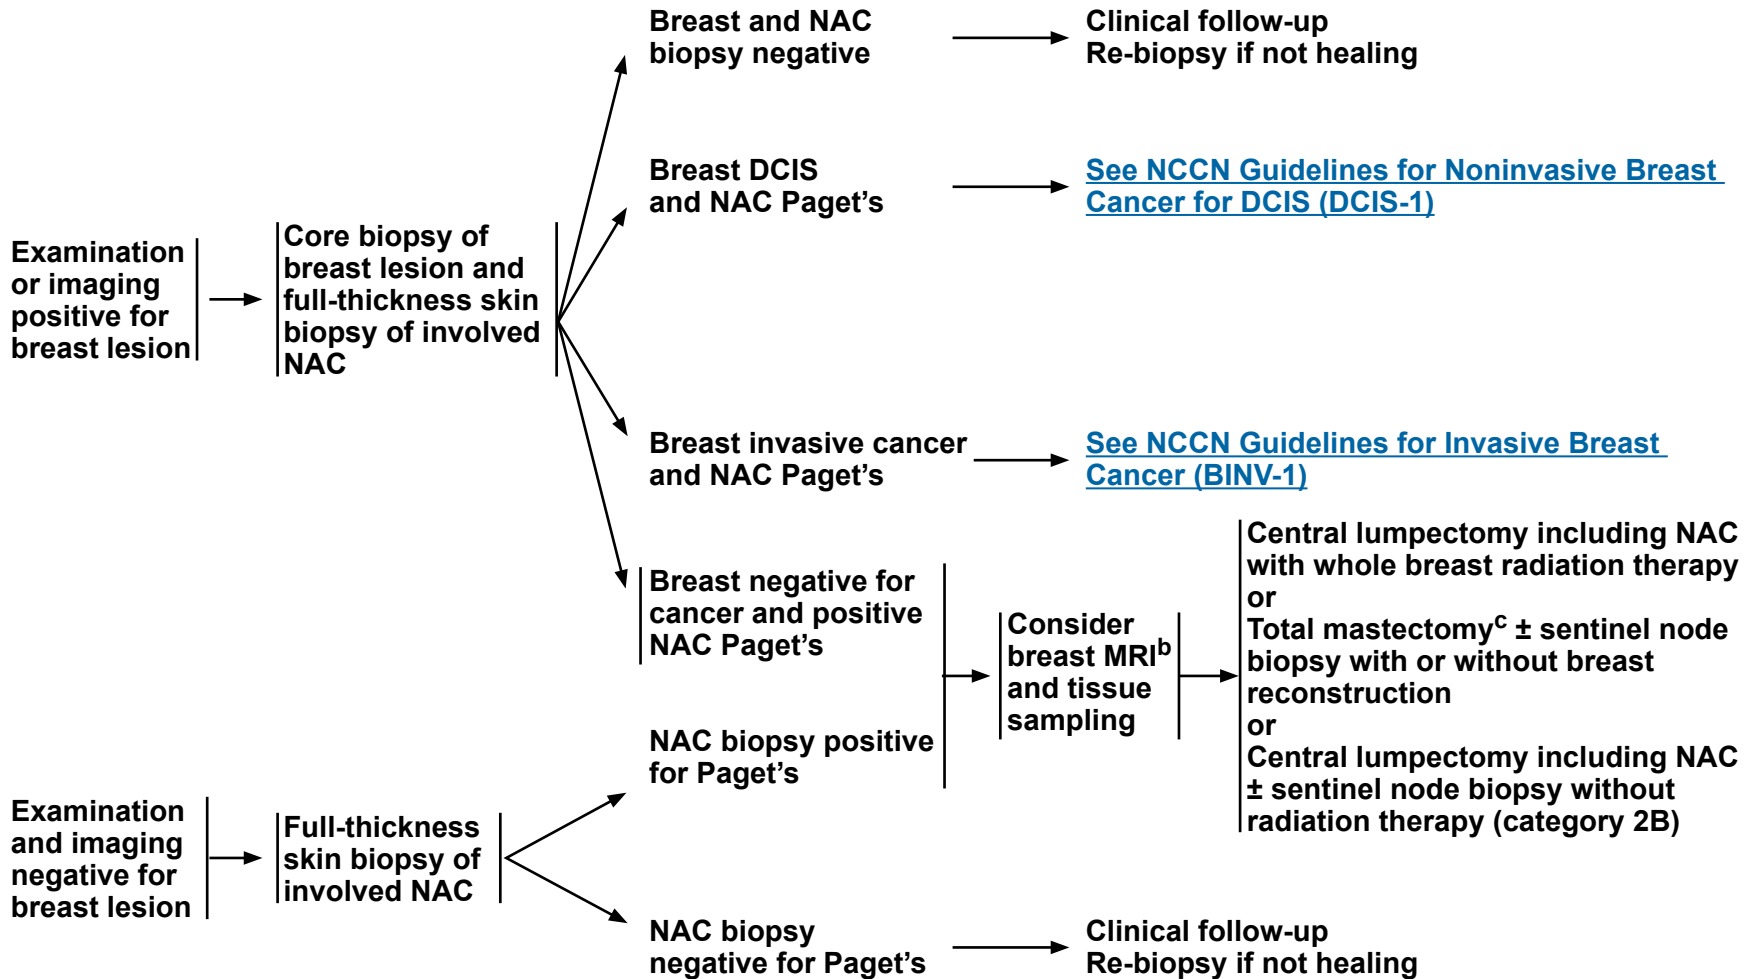 Breast and NAC
biopsy negative
Clinical follow-up
Re-biopsy if not healing
Breast DCIS
and NAC Paget’s
See NCCN Guidelines for Noninvasive Breast
Cancer for DCIS (DCIS-1)
Examination
or imaging
positive for
breast lesion
Core biopsy of
breast lesion and
full-thickness skin
biopsy of involved
NAC
Breast invasive cancer
and NAC Paget’s
See NCCN Guidelines for Invasive Breast
Cancer (BINV-1)
Breast negative for
cancer and positive
NAC Paget’s
NAC biopsy positive
for Paget’s
Consider
breast MRIb
and tissue
sampling
Central lumpectomy including NAC
with whole breast radiation therapy
or
Total mastectomyc ± sentinel node
biopsy with or without breast
reconstruction
or
Central lumpectomy including NAC
± sentinel node biopsy without
radiation therapy (category 2B)
Examination
and imaging
negative for
breast lesion
Full-thickness
skin biopsy of
involved NAC
NAC biopsy
negative for Paget’s
Clinical follow-up
Re-biopsy if not healing